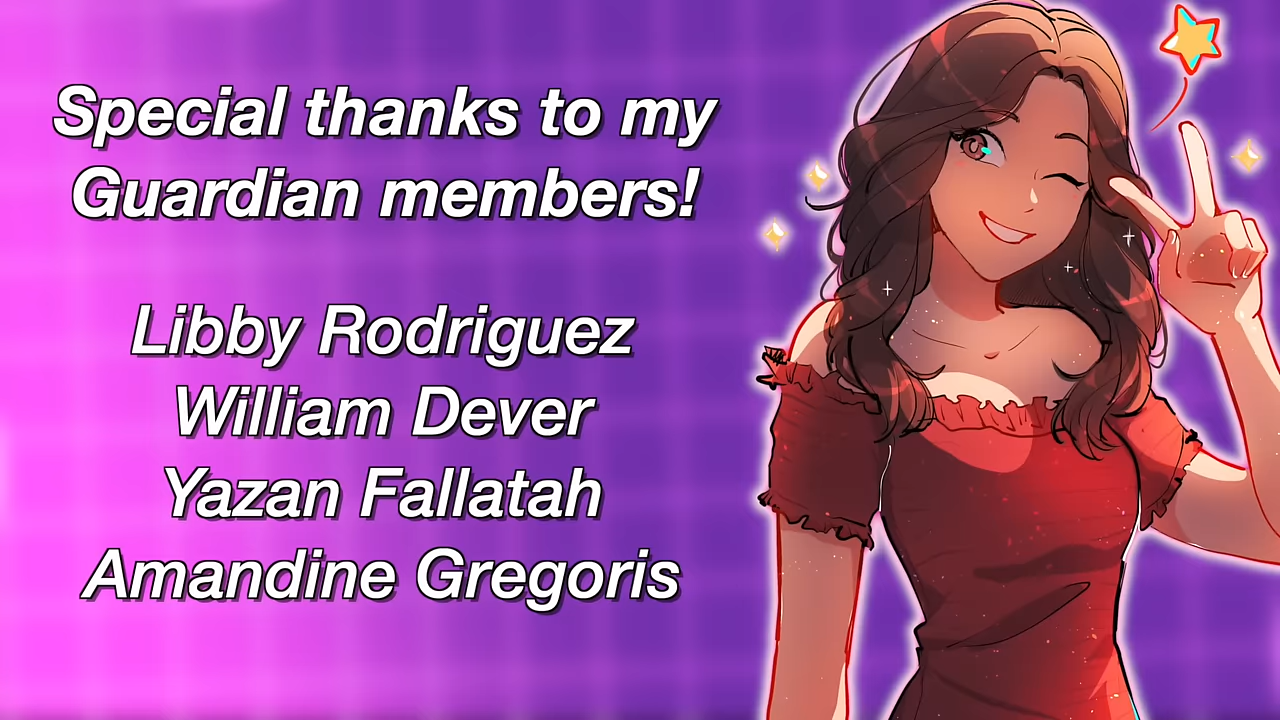 Special thanks to my
Guardian members!
Libby Rodriguez
William Dever
Yazan Fallatah
Amandine Gregoris